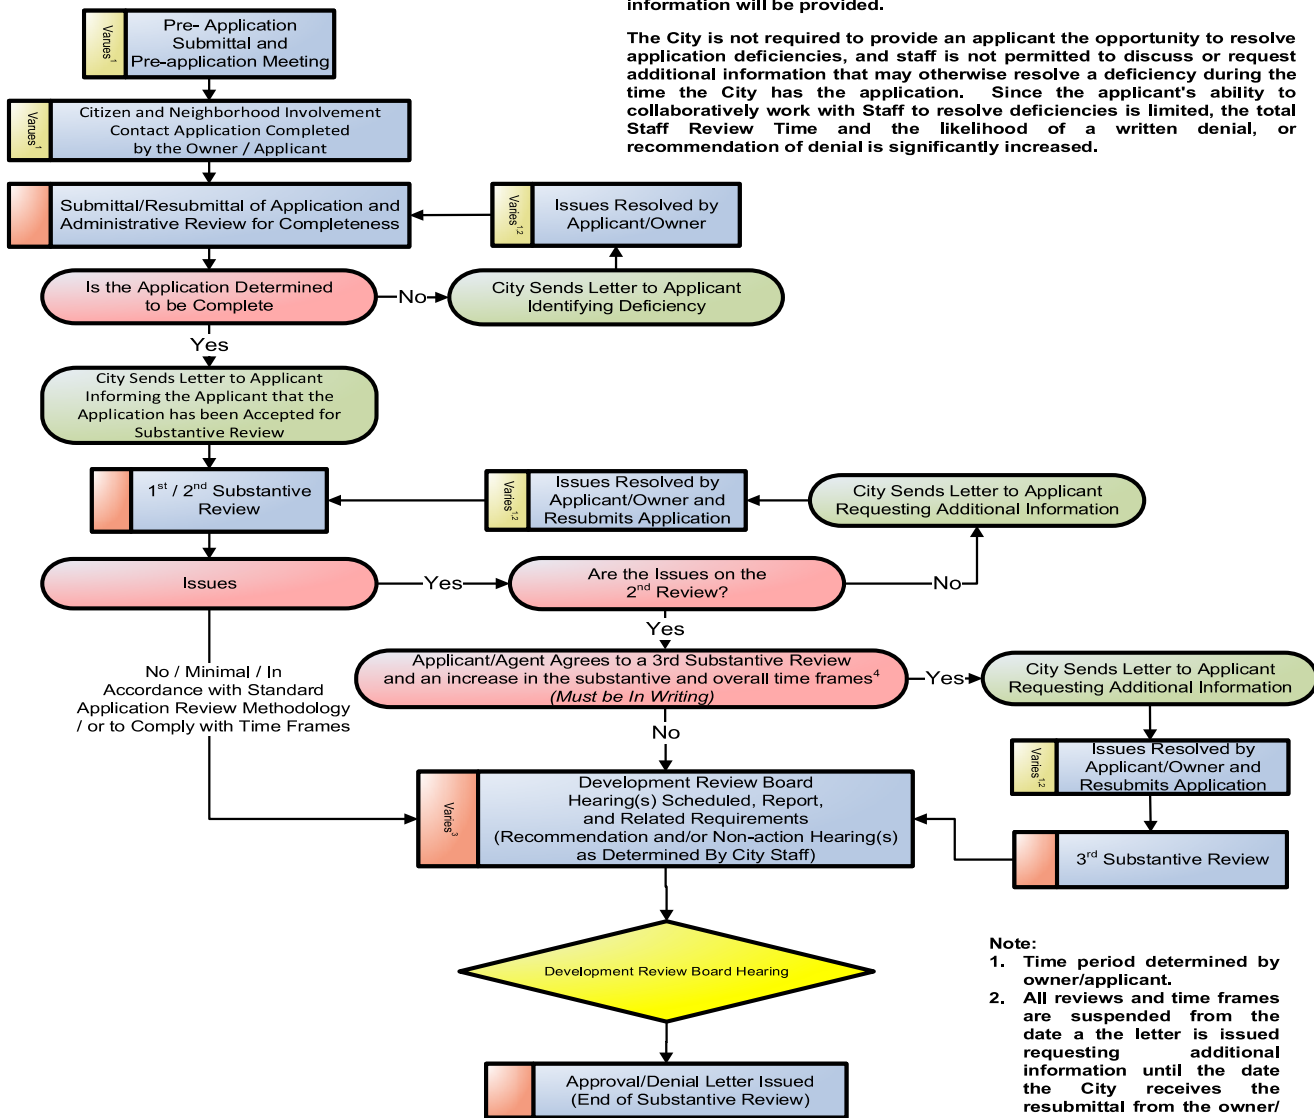 information will be provided.
The City is not required to provide an applicant the opportunity to resolve
application deficiencies, and staff is not permitted to discuss or request
additional information that may otherwise resolve a deficiency during the
time the City has the application. Since the applicant's ability to
collaboratively work with Staff to resolve deficiencies is limited, the total
Staff Review Time and the likelihood of a written denial, or
recommendation of denial is significantly increased.
Varues¹
Pre- Application
Submittal and
Pre-application Meeting
Varues¹
Citizen and Neighborhood Involvement
Contact Application Completed
by the Owner / Applicant
Submittal/Resubmittal of Application and
Administrative Review for Completeness
Varies¹,²
Issues Resolved by
Applicant/Owner
Is the Application Determined
to be Complete
No
City Sends Letter to Applicant
Identifying Deficiency
Yes
City Sends Letter to Applicant
Informing the Applicant that the
Application has been Accepted for
Substantive Review
1st / 2nd Substantive
Review
Varies¹,²
Issues Resolved by
Applicant/Owner and
Resubmits Application
City Sends Letter to Applicant
Requesting Additional Information
Issues
Yes
Are the Issues on the
2nd Review?
No
Yes
No / Minimal / In
Accordance with Standard
Application Review Methodology
/ or to Comply with Time Frames
Applicant/Agent Agrees to a 3rd Substantive Review
and an increase in the substantive and overall time frames⁴
(Must be In Writing)
Yes
City Sends Letter to Applicant
Requesting Additional Information
No
Varies¹,²
Issues Resolved by
Applicant/Owner and
Resubmits Application
Varies³
Development Review Board
Hearing(s) Scheduled, Report,
and Related Requirements
(Recommendation and/or Non-action Hearing(s)
as Determined By City Staff)
3rd Substantive Review
Development Review Board Hearing
Approval/Denial Letter Issued
(End of Substantive Review)
Note:
1. Time period determined by
owner/applicant.
2. All reviews and time frames
are suspended from the
date a the letter is issued
requesting additional
information until the date
the City receives the
resubmittal from the owner/